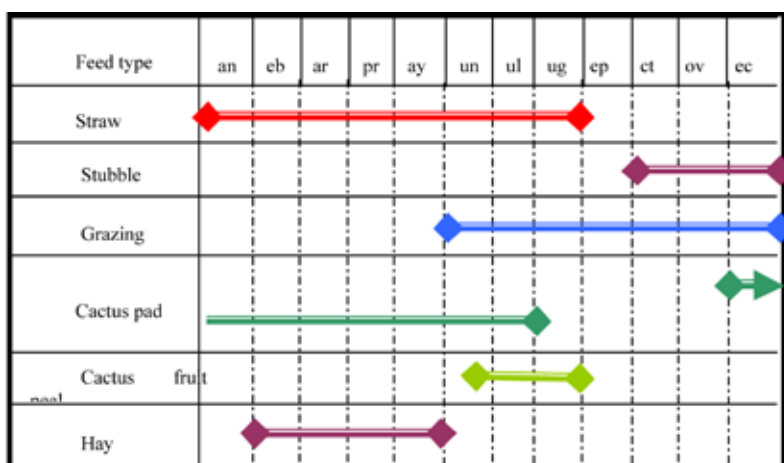 Feed type an eb ar pr ay un ul ug ep ct ov ec
Straw
Stubble
Grazing
Cactus pad
Cactus fruit
peel
Hay